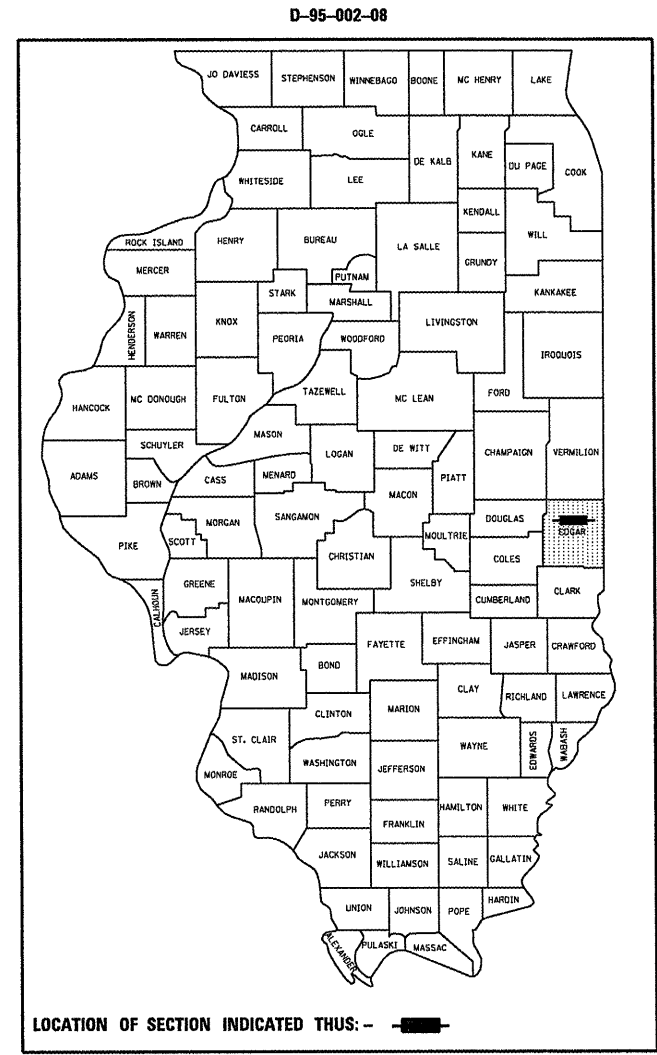 D-95-002-08
JO DAVIESS
STEPHENSON
WINNEBAGO
BOONE
MC HENRY
LAKE
CARROLL
OGLE
DE KALB
KANE
DU PAGE
COOK
WHITESIDE
LEE
KENDALL
WILL
ROCK ISLAND
HENRY
BUREAU
LA SALLE
GRUNDY
MERCER
PUTNAM
STARK
MARSHALL
KANKAKEE
HENDERSON
WARREN
KNOX
PEORIA
WOODFORD
LIVINGSTON
IROQUOIS
HANCOCK
MC DONOUGH
FULTON
TAZEWELL
MC LEAN
FORD
MASON
SCHUYLER
LOGAN
DE WITT
CHAMPAIGN
VERMILION
ADAMS
BROWN
CASS
MENARD
PIATT
MACON
MORGAN
SANGAMON
DOUGLAS
EDGAR
PIKE
SCOTT
CHRISTIAN
MOULTRIE
COLES
GREENE
MACOUPIN
MONTGOMERY
SHELBY
CUMBERLAND
CLARK
CALHOUN
JERSEY
FAYETTE
EFFINGHAM
JASPER
CRAWFORD
MADISON
BOND
CLAY
RICHLAND
LAWRENCE
CLINTON
MARION
ST. CLAIR
WAYNE
EDWARDS
WABASH
MONROE
WASHINGTON
JEFFERSON
RANDOLPH
PERRY
HAMILTON
WHITE
FRANKLIN
JACKSON
WILLIAMSON
SALINE
GALLATIN
UNION
JOHNSON
POPE
HARDIN
ALEXANDER
PULASKI
MASSAC
LOCATION OF SECTION INDICATED THUS: -